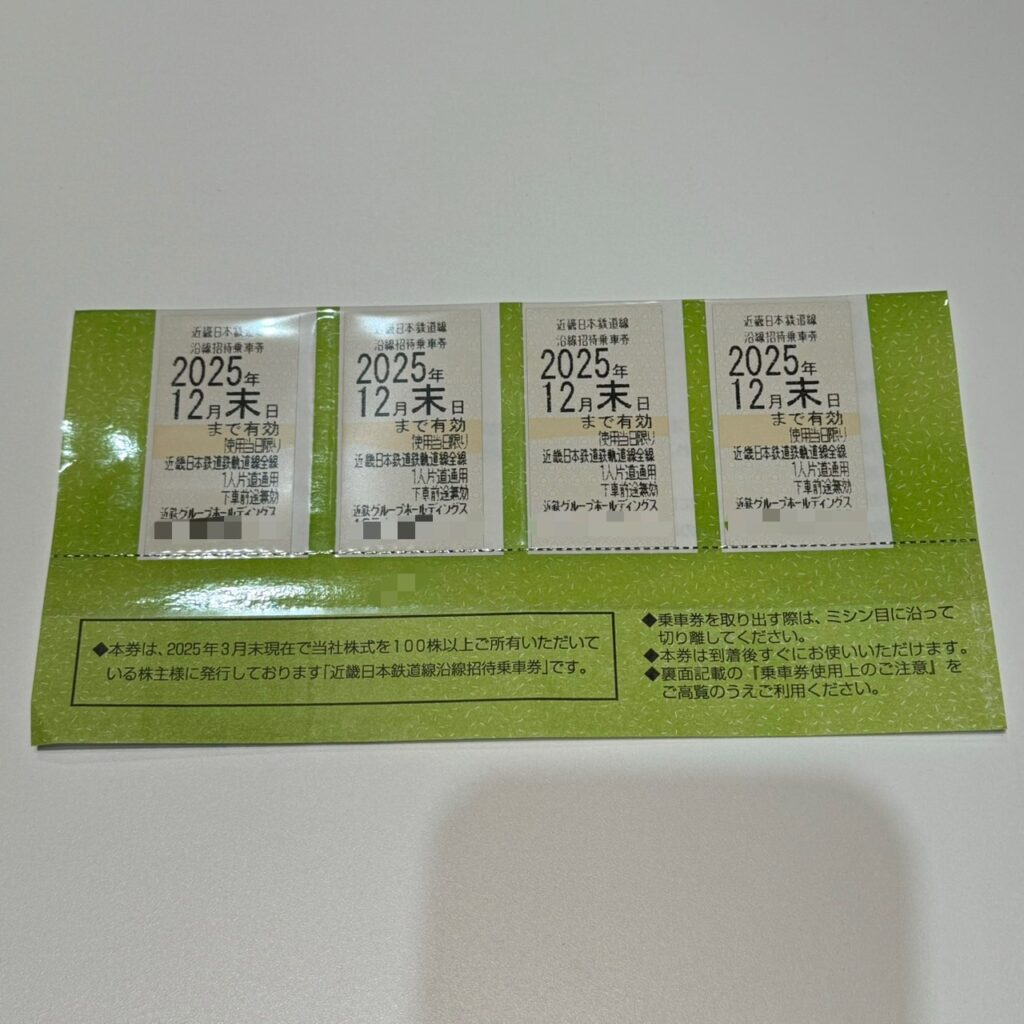 近畿日本鉄道線
沿線招待乗車券
2025年
12月末日
まで有効
(使用当日限り)
近畿日本鉄道鉄軌道線全線
1人片道通用
下車前途無効
近鉄グループホールディングス
近畿日本鉄道線
沿線招待乗車券
2025年
12月末日
まで有効
(使用当日限り)
近畿日本鉄道鉄軌道線全線
1人片道通用
下車前途無効
近鉄グループホールディングス
近畿日本鉄道線
沿線招待乗車券
2025年
12月末日
まで有効
(使用当日限り)
近畿日本鉄道鉄軌道線全線
1人片道通用
下車前途無効
近鉄グループホールディングス
近畿日本鉄道線
沿線招待乗車券
2025年
12月末日
まで有効
(使用当日限り)
近畿日本鉄道鉄軌道線全線
1人片道通用
下車前途無効
近鉄グループホールディングス
◆本券は、2025年3月末現在で当社株式を100株以上ご所有いただいて
いる株主様に発行しております「近畿日本鉄道線沿線招待乗車券」です。
◆乗車券を取り出す際は、ミシン目に沿って
切り離してください。
◆本券は到着後すぐにお使いいただけます。
◆裏面記載の『乗車券使用上のご注意』を
ご高覧のうえご利用ください。